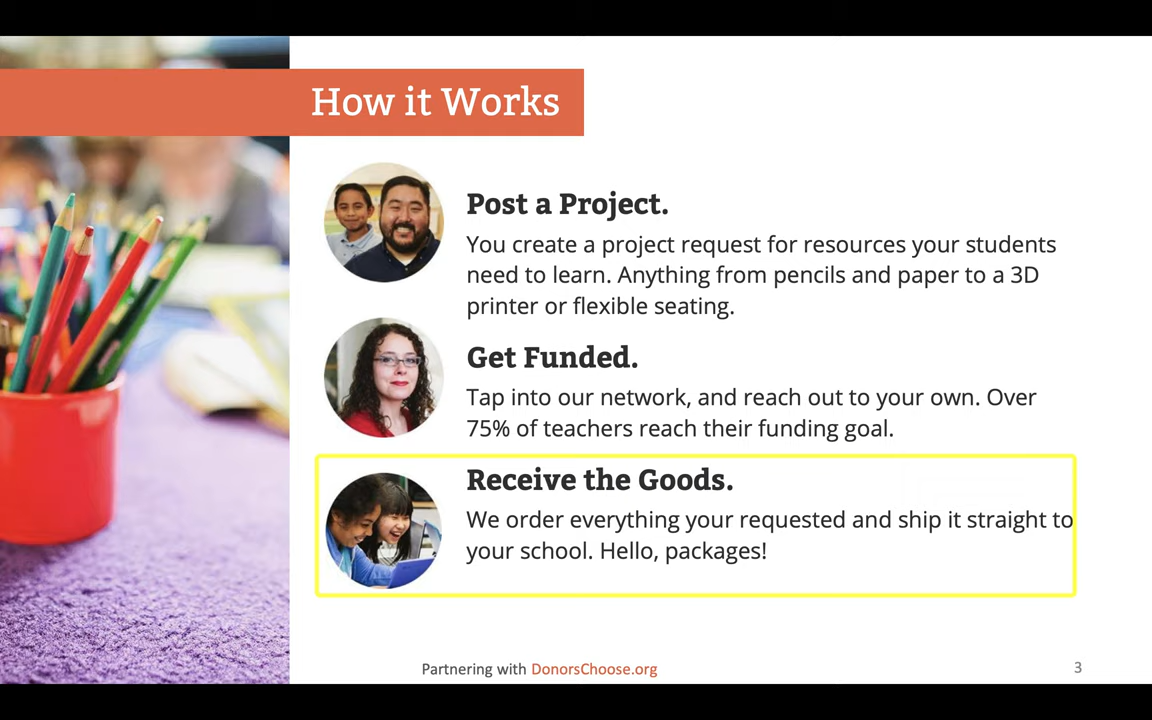 How it Works
Post a Project.
You create a project request for resources your students
need to learn. Anything from pencils and paper to a 3D
printer or flexible seating.
Get Funded.
Tap into our network, and reach out to your own. Over
75% of teachers reach their funding goal.
Receive the Goods.
We order everything your requested and ship it straight to
your school. Hello, packages!
Partnering with DonorsChoose.org
3